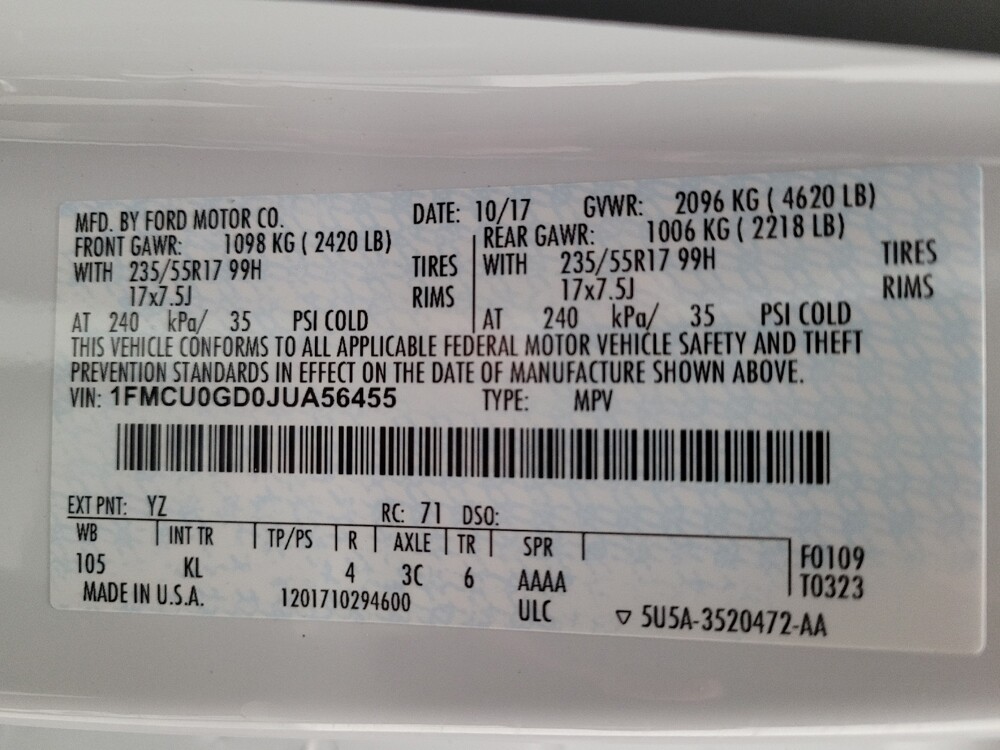 MFD. BY FORD MOTOR CO. DATE: 10/17 GVWR: 2096 KG ( 4620 LB)
FRONT GAWR: 1098 KG ( 2420 LB) REAR GAWR: 1006 KG ( 2218 LB)
WITH 235/55R17 99H TIRES WITH 235/55R17 99H TIRES
17x7.5J RIMS 17x7.5J RIMS
AT 240 kPa/ 35 PSI COLD AT 240 kPa/ 35 PSI COLD
THIS VEHICLE CONFORMS TO ALL APPLICABLE FEDERAL MOTOR VEHICLE SAFETY AND THEFT
PREVENTION STANDARDS IN EFFECT ON THE DATE OF MANUFACTURE SHOWN ABOVE.
VIN: 1FMCU0GD0JUA56455 TYPE: MPV
EXT PNT: YZ RC: 71 DSO:
WB INT TR TP/PS R AXLE TR SPR F0109
105 KL 4 3C 6 AAAA T0323
MADE IN U.S.A. 1201710294600 ULC ▽ 5U5A-3520472-AA